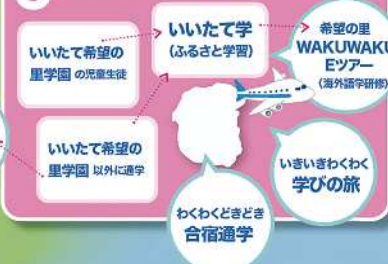 いいたて希望の
里学園 の児童生徒
いいたて学
(ふるさと学習)
希望の里
WAKUWAKU
Eツアー
(海外語学研修)
いいたて希望の
里学園 以外に通学
いきいきわくわく
学びの旅
わくわくどきどき
合宿通学